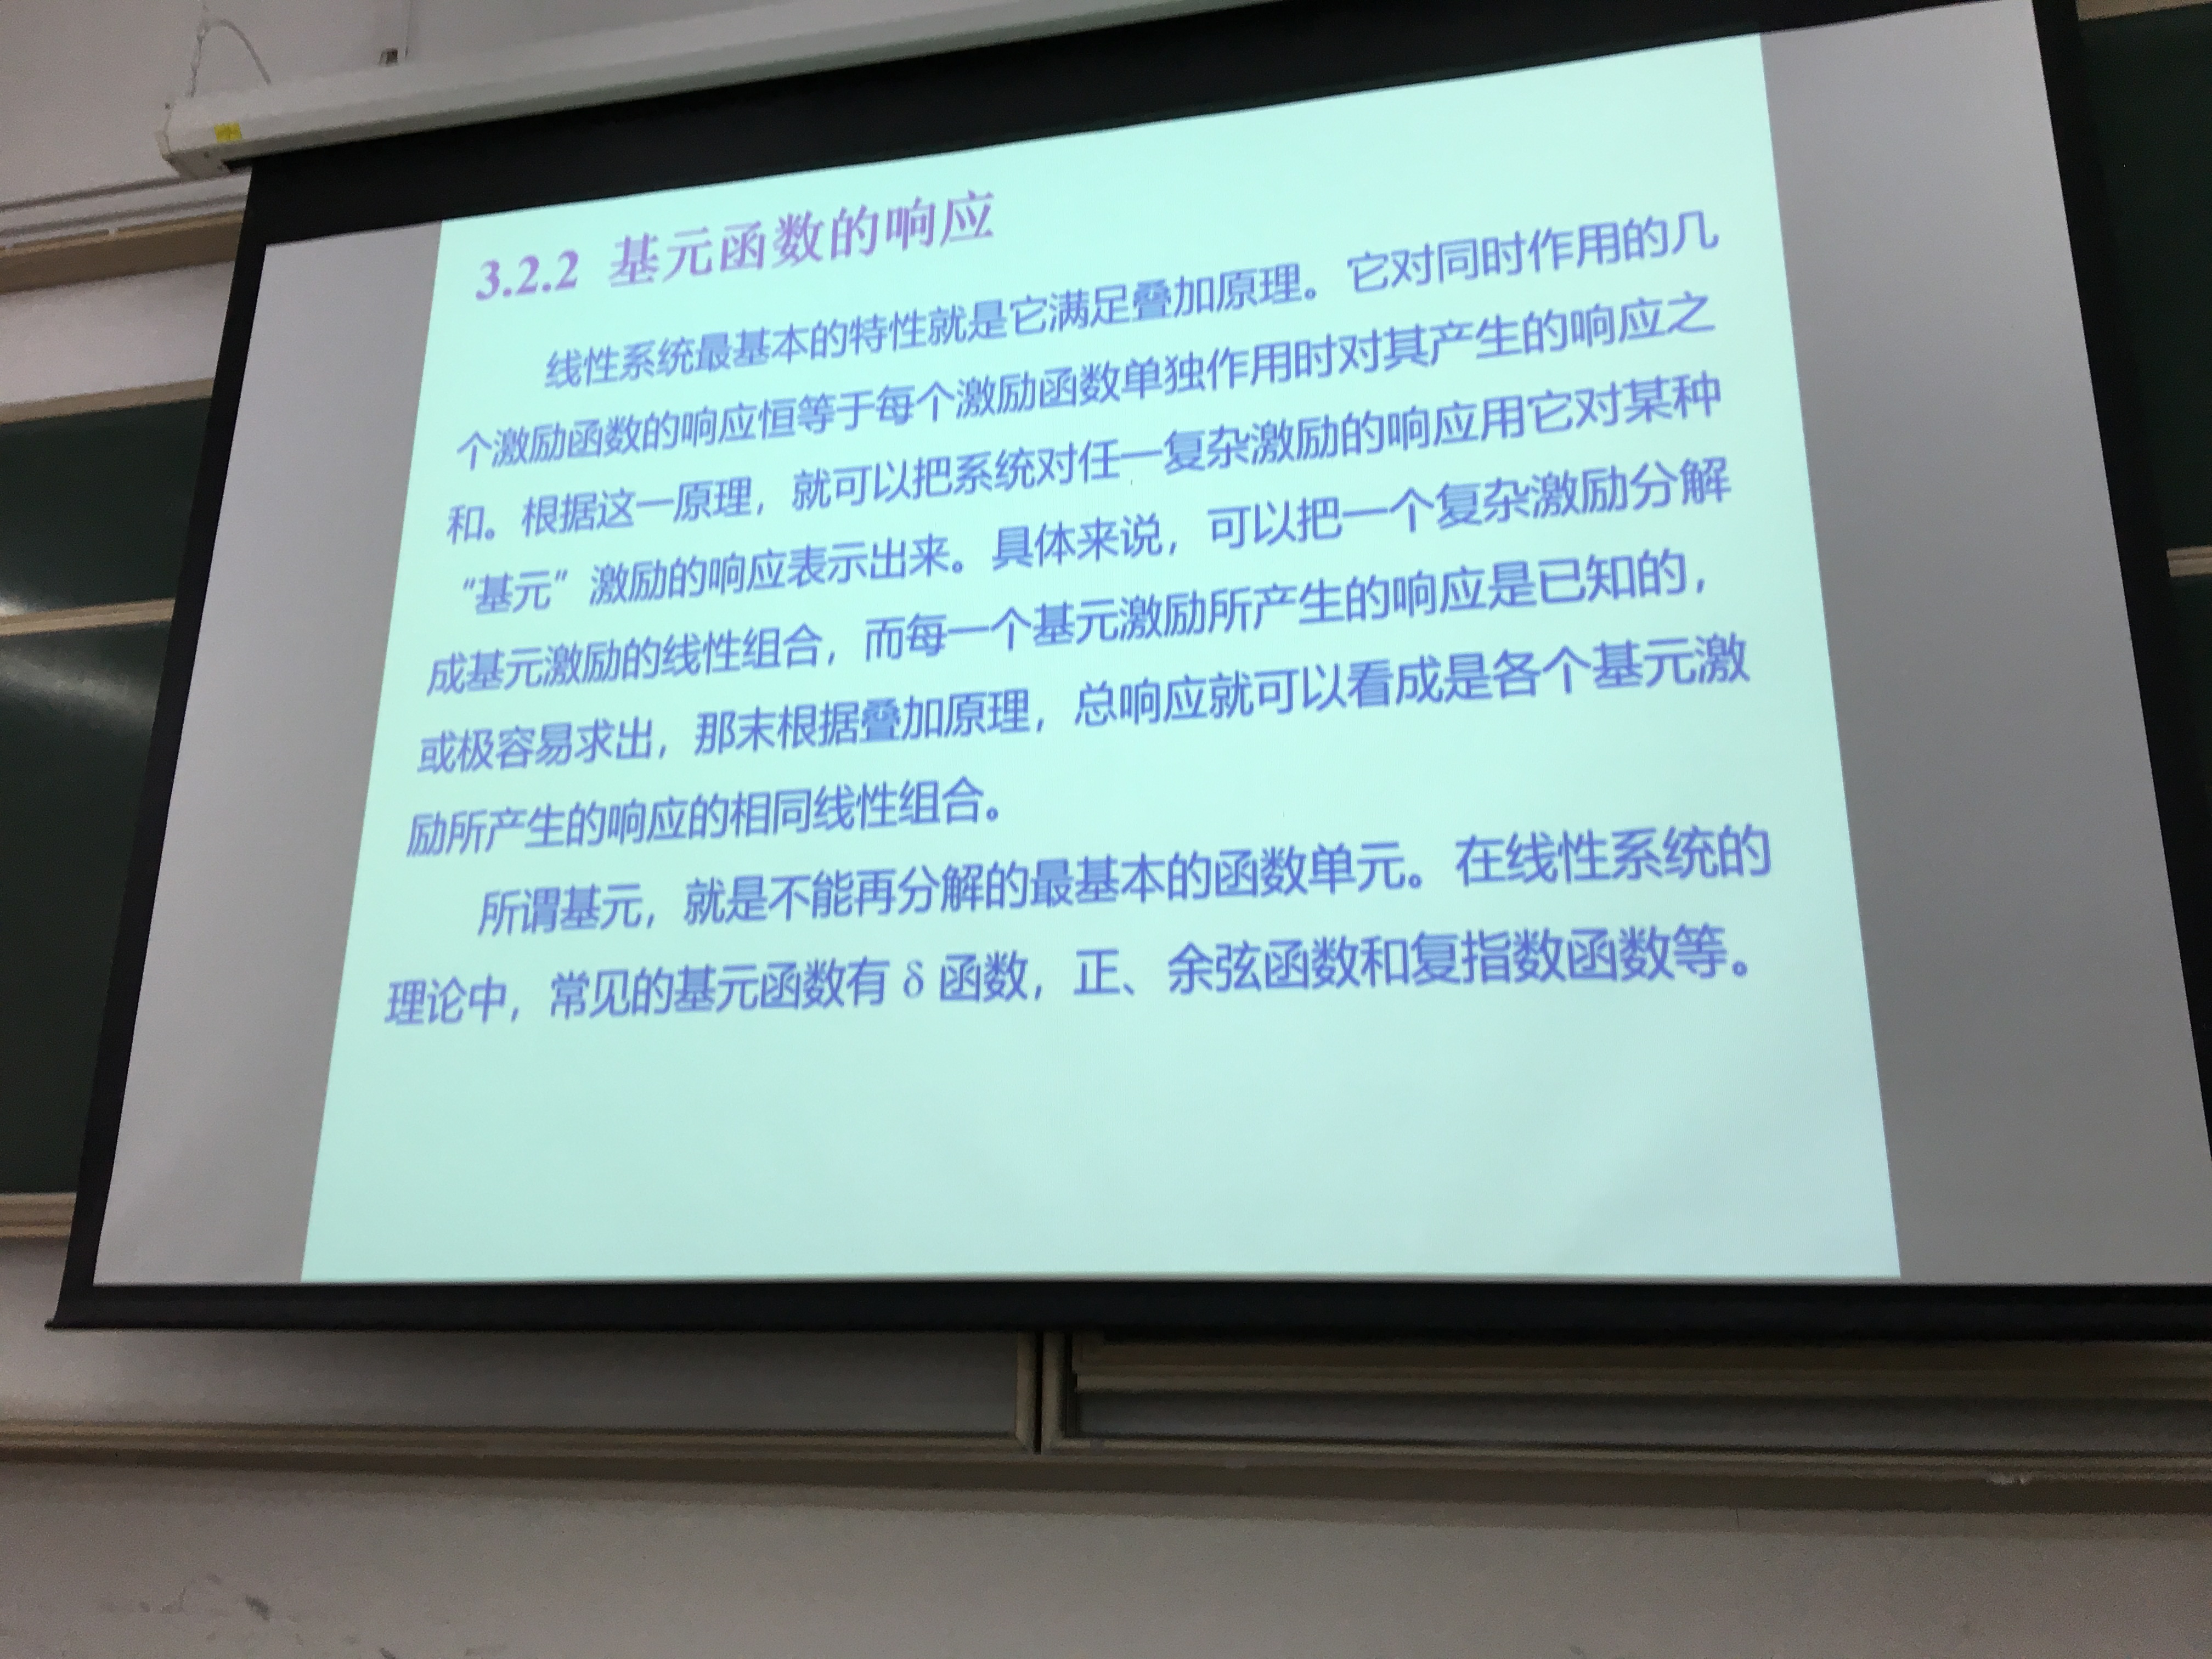 3.2.2 基元函数的响应
线性系统最基本的特性就是它满足叠加原理。它对同时作用的几
个激励函数的响应恒等于每个激励函数单独作用时对其产生的响应之
和。根据这一原理，就可以把系统对任一复杂激励的响应用它对某种
“基元”激励的响应表示出来。具体来说，可以把一个复杂激励分解
成基元激励的线性组合，而每一个基元激励所产生的响应是已知的，
或极容易求出，那末根据叠加原理，总响应就可以看成是各个基元激
励所产生的响应的相同线性组合。
所谓基元，就是不能再分解的最基本的函数单元。在线性系统的
理论中，常见的基元函数有 δ 函数，正、余弦函数和复指数函数等。